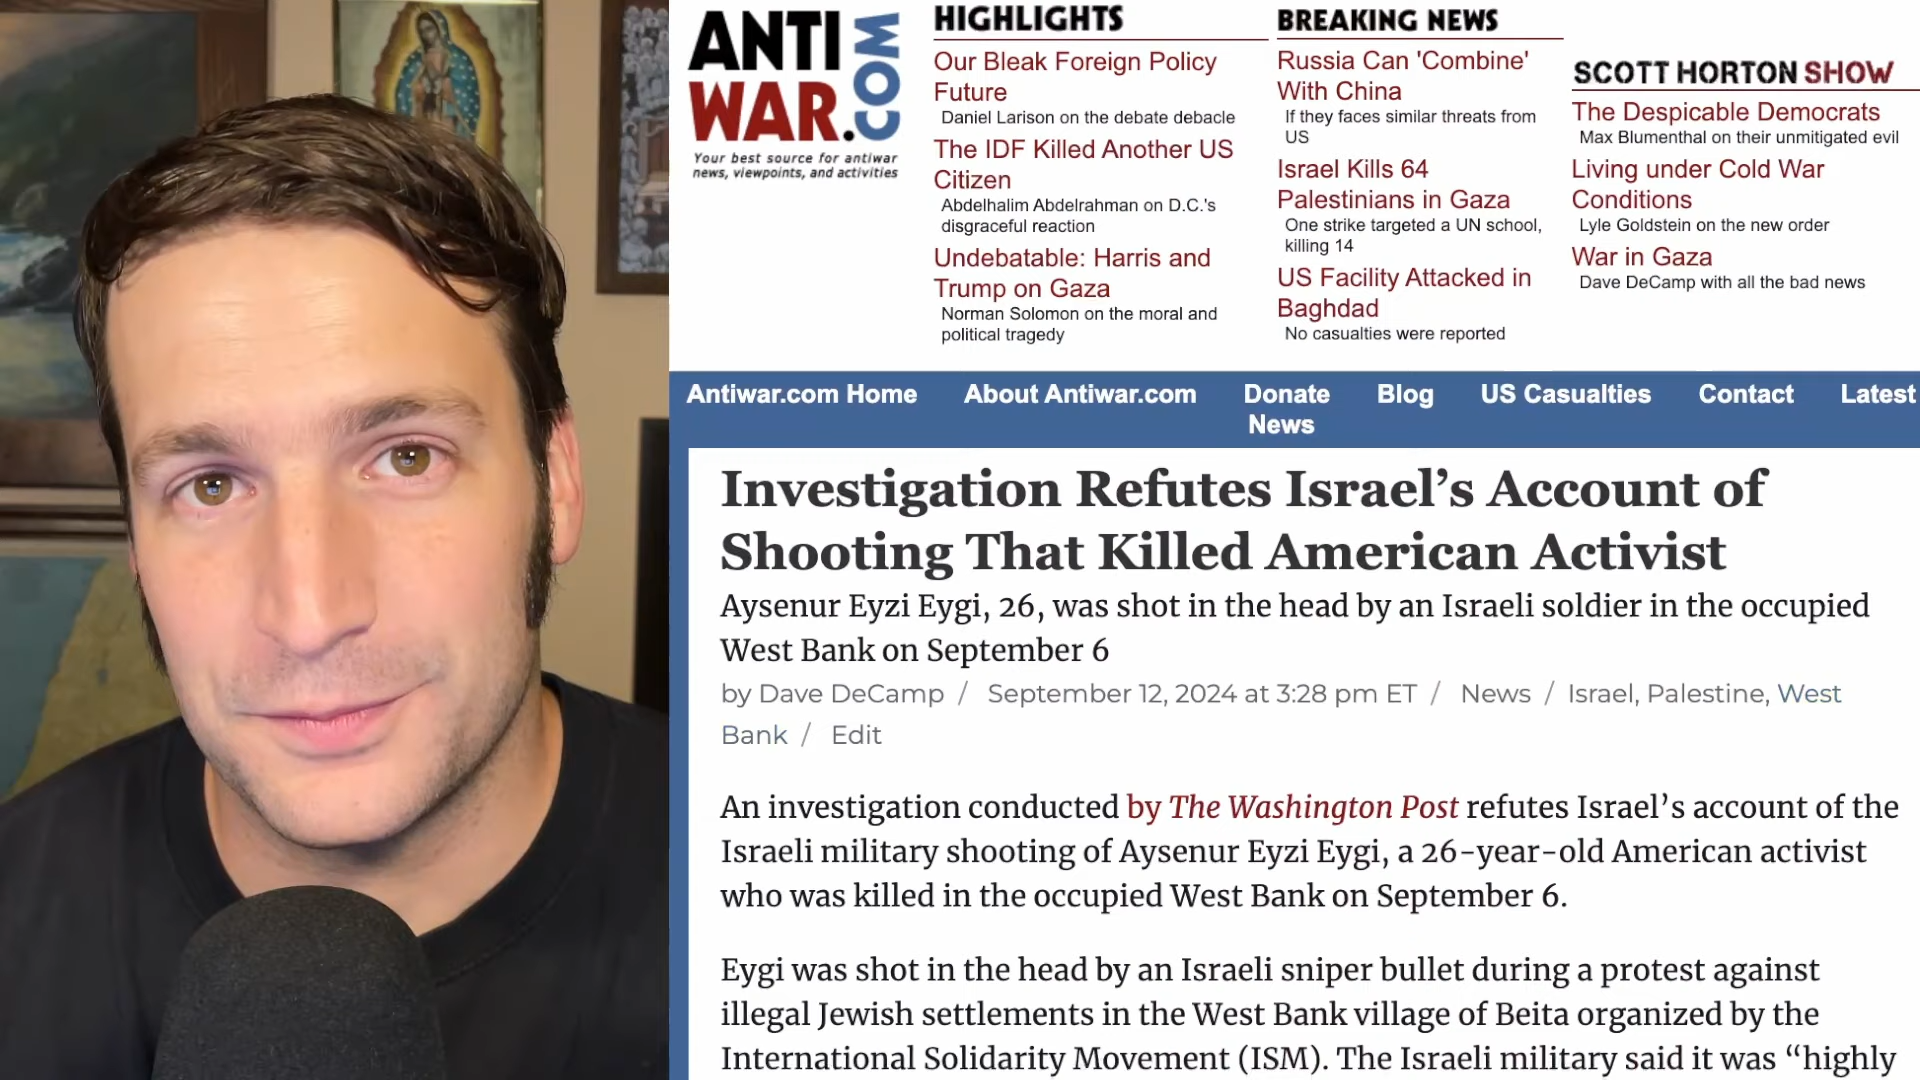 ANTI
WAR.COM
Your best source for antiwar
news, viewpoints, and activities
HIGHLIGHTS
Our Bleak Foreign Policy
Future
Daniel Larison on the debate debacle
The IDF Killed Another US
Citizen
Abdelhalim Abdelrahman on D.C.'s
disgraceful reaction
Undebatable: Harris and
Trump on Gaza
Norman Solomon on the moral and
political tragedy
BREAKING NEWS
Russia Can 'Combine'
With China
If they faces similar threats from
US
Israel Kills 64
Palestinians in Gaza
One strike targeted a UN school,
killing 14
US Facility Attacked in
Baghdad
No casualties were reported
SCOTT HORTON SHOW
The Despicable Democrats
Max Blumenthal on their unmitigated evil
Living under Cold War
Conditions
Lyle Goldstein on the new order
War in Gaza
Dave DeCamp with all the bad news
Antiwar.com Home About Antiwar.com Donate Blog US Casualties Contact Latest
News
Investigation Refutes Israel’s Account of
Shooting That Killed American Activist
Aysenur Eyzi Eygi, 26, was shot in the head by an Israeli soldier in the occupied
West Bank on September 6
by Dave DeCamp / September 12, 2024 at 3:28 pm ET / News / Israel, Palestine, West
Bank / Edit
An investigation conducted by The Washington Post refutes Israel’s account of the
Israeli military shooting of Aysenur Eyzi Eygi, a 26-year-old American activist
who was killed in the occupied West Bank on September 6.
Eygi was shot in the head by an Israeli sniper bullet during a protest against
illegal Jewish settlements in the West Bank village of Beita organized by the
International Solidarity Movement (ISM). The Israeli military said it was “highly